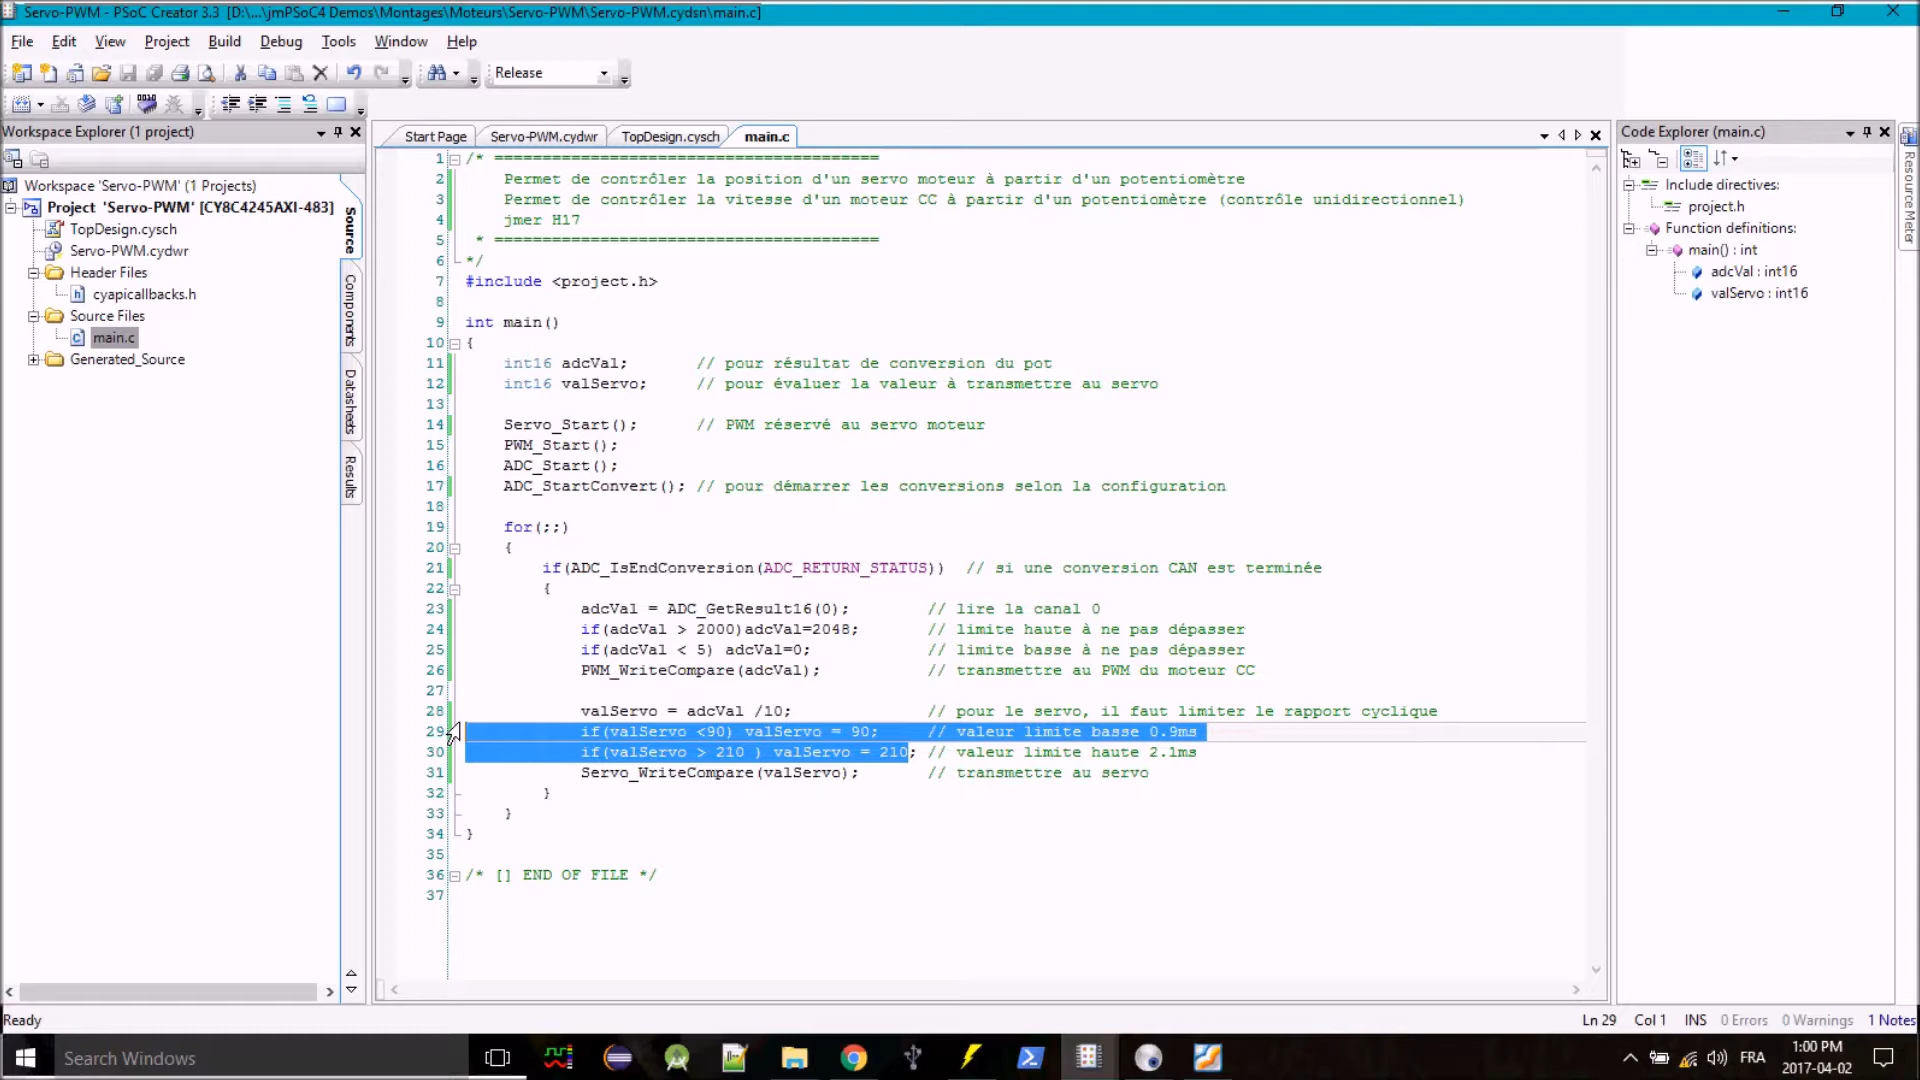 Servo-PWM - PSoC Creator 3.3 [D:\...\jmPSoC4 Demos\Montages\Moteurs\Servo-PWM\Servo-PWM.cydsn\main.c]
File Edit View Project Build Debug Tools Window Help
Release
Workspace Explorer (1 project)
Workspace 'Servo-PWM' (1 Projects)
Project 'Servo-PWM' [CY8C4245AXI-483]
TopDesign.cysch
Servo-PWM.cydwr
Header Files
cyapicallbacks.h
Source Files
main.c
Generated_Source
Source
Components
Datasheets
Results
Start Page Servo-PWM.cydwr TopDesign.cysch main.c
1 /* ========================================
2 Permet de contrôler la position d'un servo moteur à partir d'un potentiomètre
3 Permet de contrôler la vitesse d'un moteur CC à partir d'un potentiomètre (contrôle unidirectionnel)
4 jmer H17
5 * ========================================
6 */
7 #include <project.h>
8
9 int main()
10 {
11 int16 adcVal; // pour résultat de conversion du pot
12 int16 valServo; // pour évaluer la valeur à transmettre au servo
13
14 Servo_Start(); // PWM réservé au servo moteur
15 PWM_Start();
16 ADC_Start();
17 ADC_StartConvert(); // pour démarrer les conversions selon la configuration
18
19 for(;;)
20 {
21 if(ADC_IsEndConversion(ADC_RETURN_STATUS)) // si une conversion CAN est terminée
22 {
23 adcVal = ADC_GetResult16(0); // lire la canal 0
24 if(adcVal > 2000)adcVal=2048; // limite haute à ne pas dépasser
25 if(adcVal < 5) adcVal=0; // limite basse à ne pas dépasser
26 PWM_WriteCompare(adcVal); // transmettre au PWM du moteur CC
27
28 valServo = adcVal /10; // pour le servo, il faut limiter le rapport cyclique
29 if(valServo <90) valServo = 90; // valeur limite basse 0.9ms
30 if(valServo > 210 ) valServo = 210; // valeur limite haute 2.1ms
31 Servo_WriteCompare(valServo); // transmettre au servo
32 }
33 }
34 }
35
36 /* [] END OF FILE */
37
Code Explorer (main.c)
Include directives:
project.h
Function definitions:
main() : int
adcVal : int16
valServo : int16
Resource Meter
Ready
Ln 29 Col 1 INS 0 Errors 0 Warnings 1 Notes
Search Windows
FRA
1:00 PM
2017-04-02